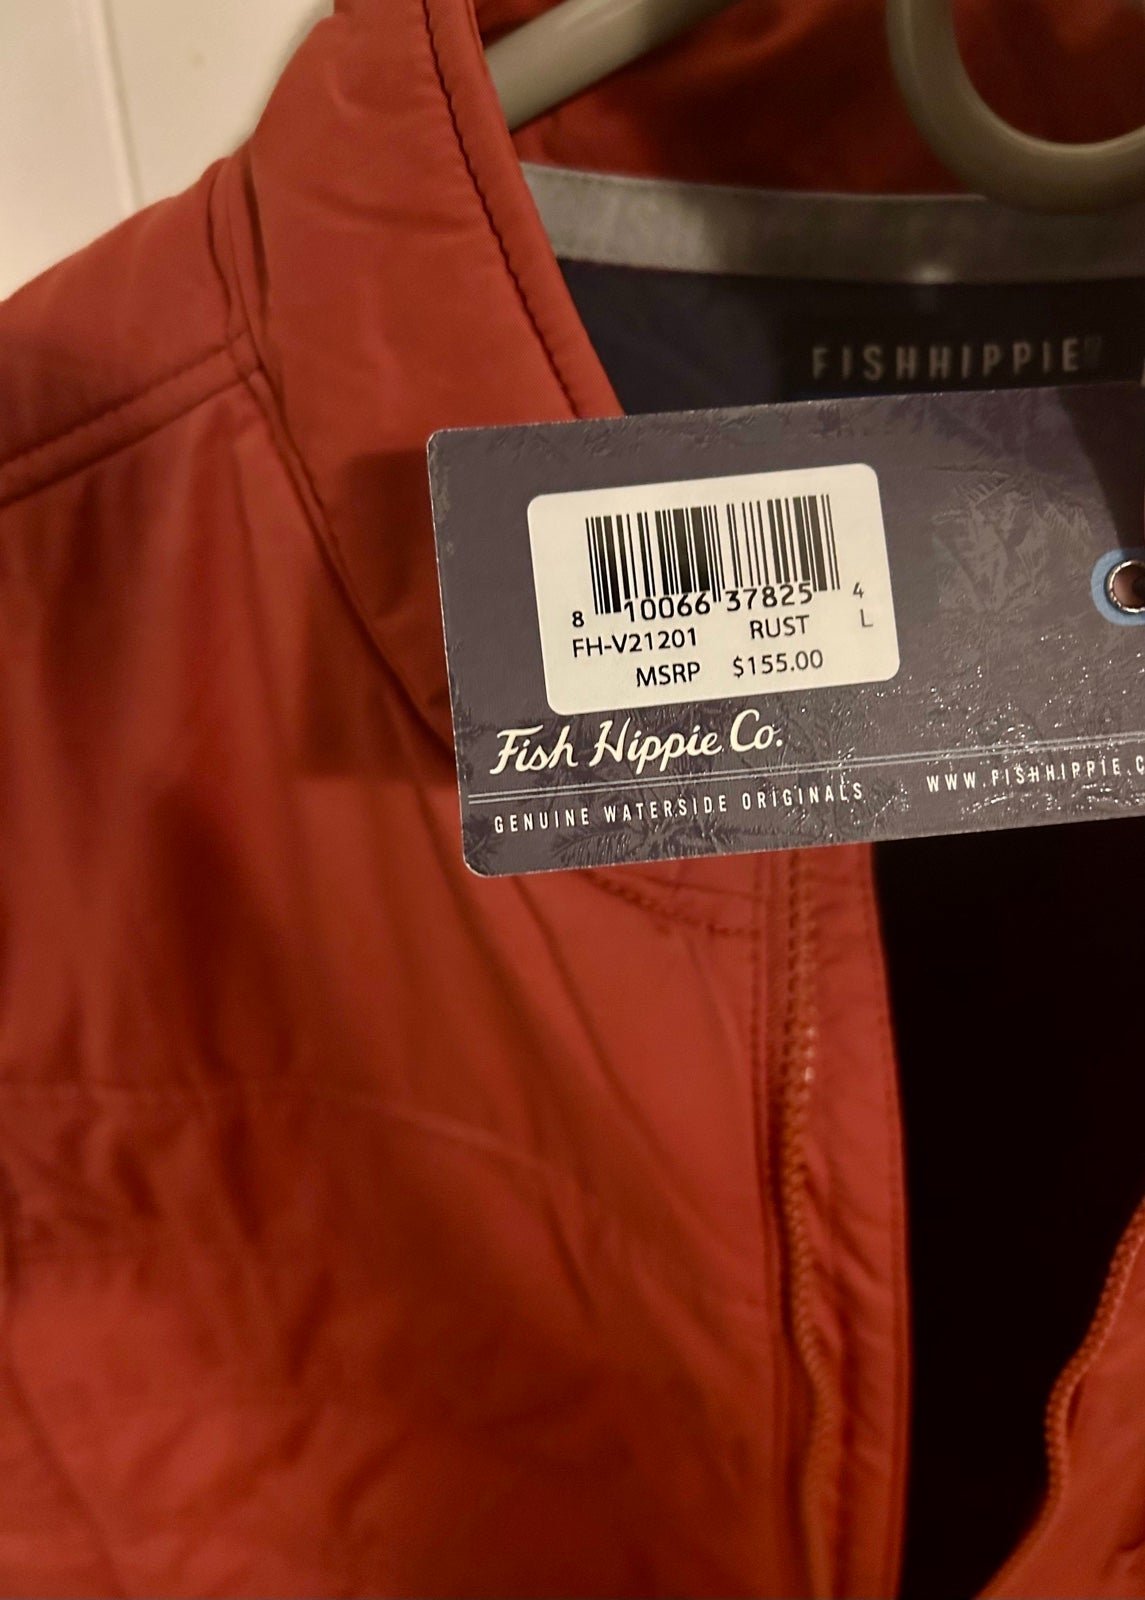 FISHHIPPIE
8 10066 37825 4
FH-V21201 RUST L
MSRP $155.00
Fish Hippie Co.
GENUINE WATERSIDE ORIGINALS WWW.FISHHIPPIE.C